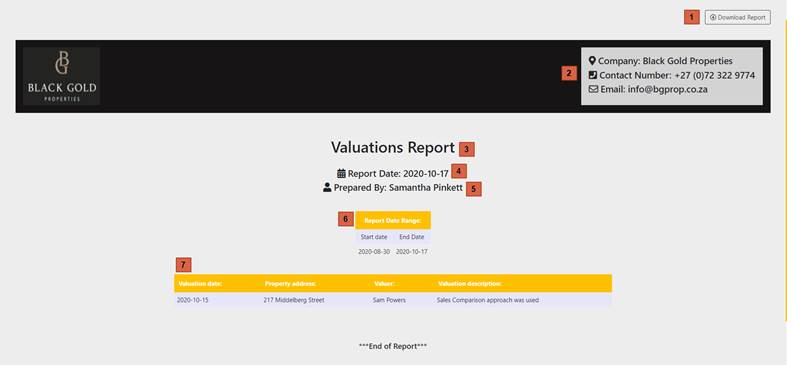 1 Download Report
BG
BLACK GOLD
PROPERTIES
2
Company: Black Gold Properties
Contact Number: +27 (0)72 322 9774
Email: info@bgprop.co.za
Valuations Report 3
Report Date: 2020-10-17 4
Prepared By: Samantha Pinkett 5
6 Report Date Range:
Start date End Date
2020-08-30 2020-10-17
7
Valuation date: Property address: Valuer: Valuation description:
2020-10-15 217 Middelberg Street Sam Powers Sales Comparison approach was used
***End of Report***